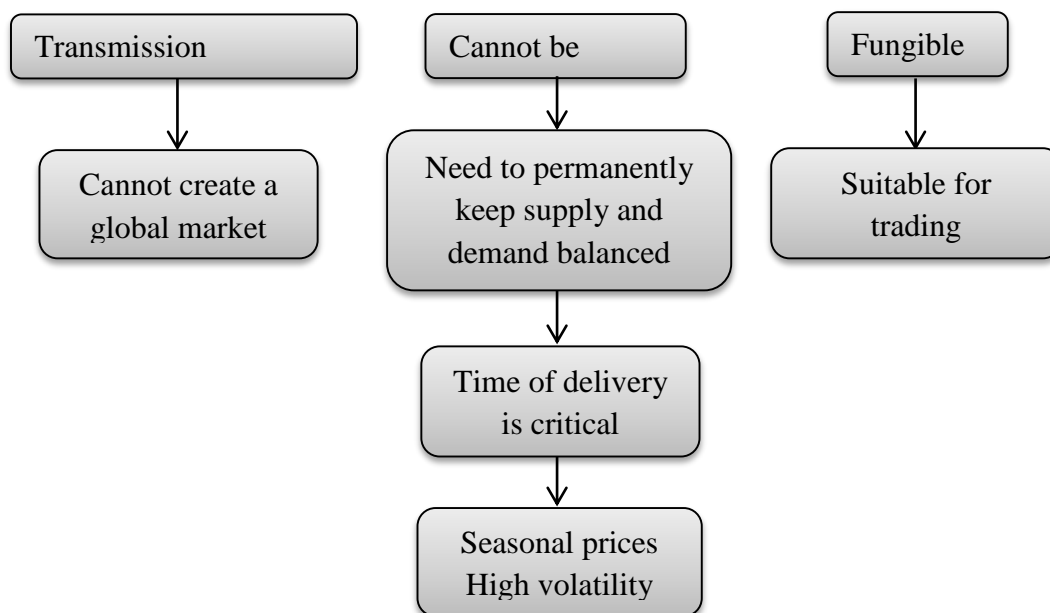 Transmission
Cannot create a
global market
Cannot be
Need to permanently
keep supply and
demand balanced
Time of delivery
is critical
Seasonal prices
High volatility
Fungible
Suitable for
trading